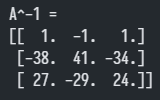 A^-1 =
[[  1.  -1.   1.]
 [-38.  41. -34.]
 [ 27. -29.  24.]]